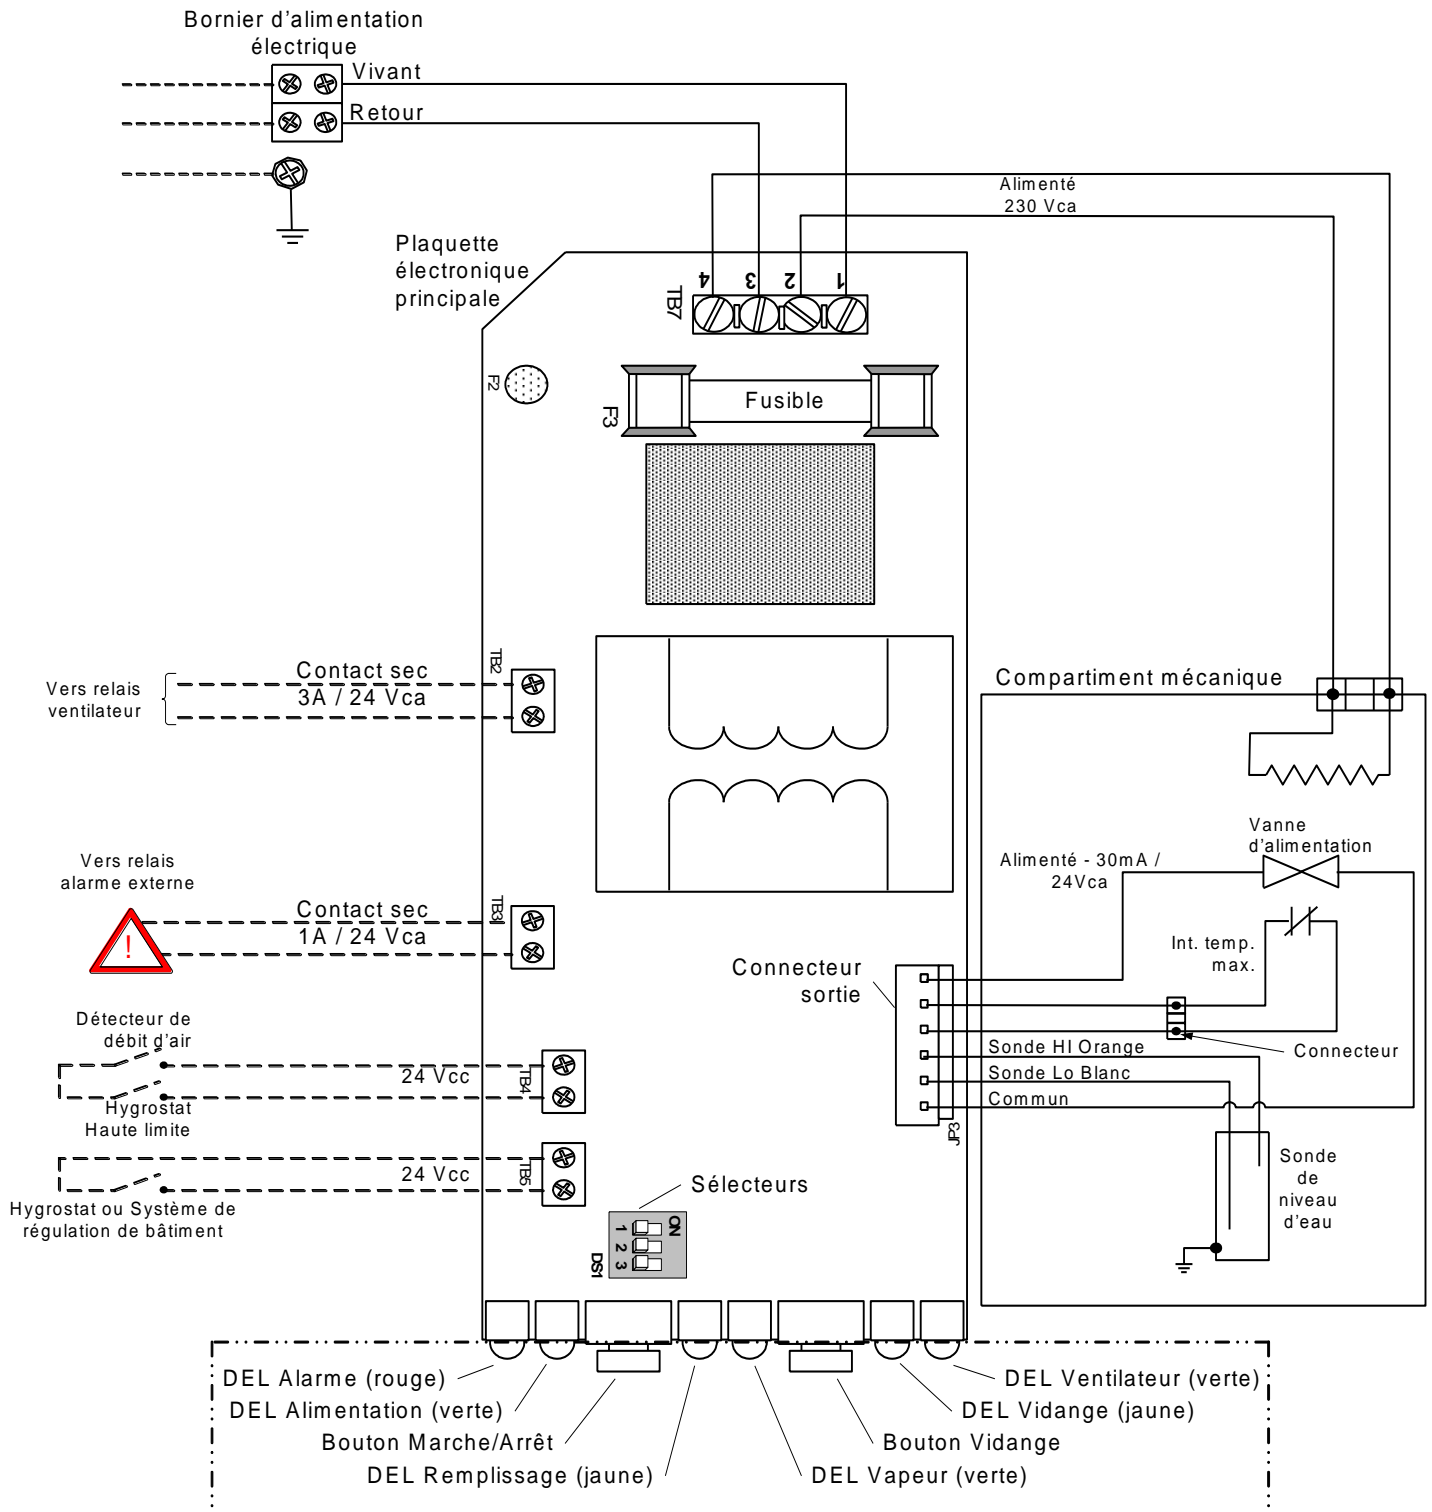 Bornier d'alimentation
électrique
Vivant
Retour
Alimenté
230 Vca
Plaquette
électronique
principale
4 3 2 1
TB7
F2
F3
Fusible
TB2
Contact sec
3A / 24 Vca
Vers relais
ventilateur
Compartiment mécanique
Vanne
d'alimentation
Alimenté - 30mA /
24Vca
Vers relais
alarme externe
!
TB3
Contact sec
1A / 24 Vca
Int. temp.
max.
Connecteur
sortie
Détecteur de
débit d'air
24 Vcc
TB4
Hygrostat
Haute limite
Sonde HI Orange
Connecteur
Sonde Lo Blanc
Commun
JP3
24 Vcc
TB5
Hygrostat ou Système de
régulation de bâtiment
Sonde
de
niveau
d'eau
Sélecteurs
ON
1
2
3
DS1
DEL Alarme (rouge)
DEL Ventilateur (verte)
DEL Alimentation (verte)
DEL Vidange (jaune)
Bouton Marche/Arrêt
Bouton Vidange
DEL Remplissage (jaune)
DEL Vapeur (verte)